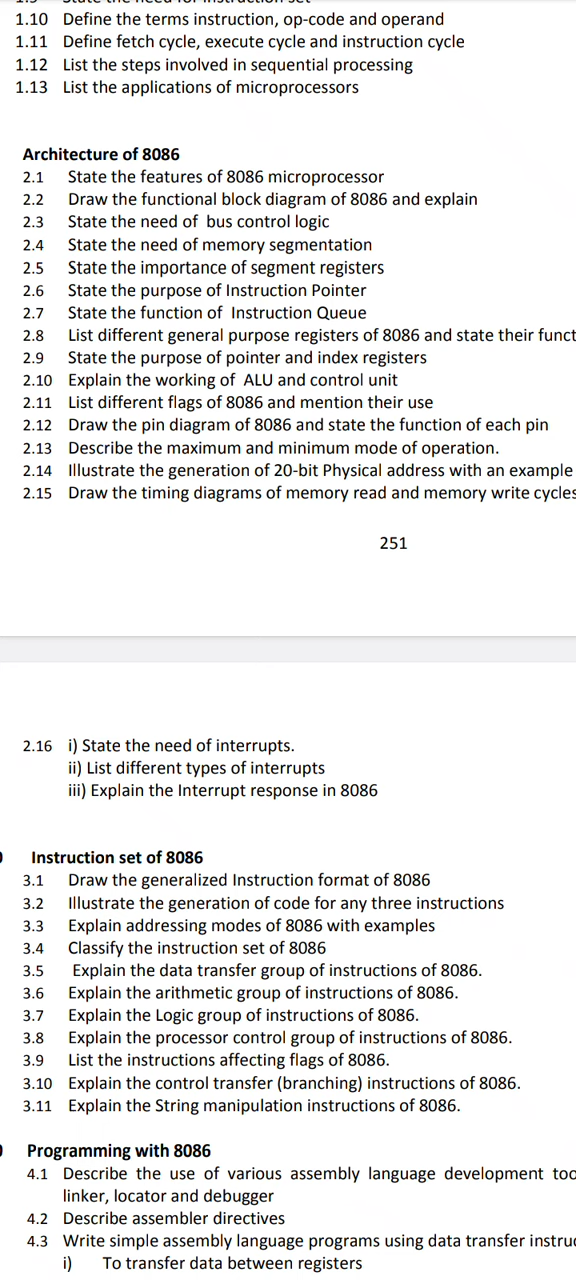 1.10 Define the terms instruction, op-code and operand
1.11 Define fetch cycle, execute cycle and instruction cycle
1.12 List the steps involved in sequential processing
1.13 List the applications of microprocessors
Architecture of 8086
2.1 State the features of 8086 microprocessor
2.2 Draw the functional block diagram of 8086 and explain
2.3 State the need of bus control logic
2.4 State the need of memory segmentation
2.5 State the importance of segment registers
2.6 State the purpose of Instruction Pointer
2.7 State the function of Instruction Queue
2.8 List different general purpose registers of 8086 and state their funct
2.9 State the purpose of pointer and index registers
2.10 Explain the working of ALU and control unit
2.11 List different flags of 8086 and mention their use
2.12 Draw the pin diagram of 8086 and state the function of each pin
2.13 Describe the maximum and minimum mode of operation.
2.14 Illustrate the generation of 20-bit Physical address with an example
2.15 Draw the timing diagrams of memory read and memory write cycles
251
2.16 i) State the need of interrupts.
ii) List different types of interrupts
iii) Explain the Interrupt response in 8086
Instruction set of 8086
3.1 Draw the generalized Instruction format of 8086
3.2 Illustrate the generation of code for any three instructions
3.3 Explain addressing modes of 8086 with examples
3.4 Classify the instruction set of 8086
3.5 Explain the data transfer group of instructions of 8086.
3.6 Explain the arithmetic group of instructions of 8086.
3.7 Explain the Logic group of instructions of 8086.
3.8 Explain the processor control group of instructions of 8086.
3.9 List the instructions affecting flags of 8086.
3.10 Explain the control transfer (branching) instructions of 8086.
3.11 Explain the String manipulation instructions of 8086.
Programming with 8086
4.1 Describe the use of various assembly language development too
linker, locator and debugger
4.2 Describe assembler directives
4.3 Write simple assembly language programs using data transfer instru
i) To transfer data between registers